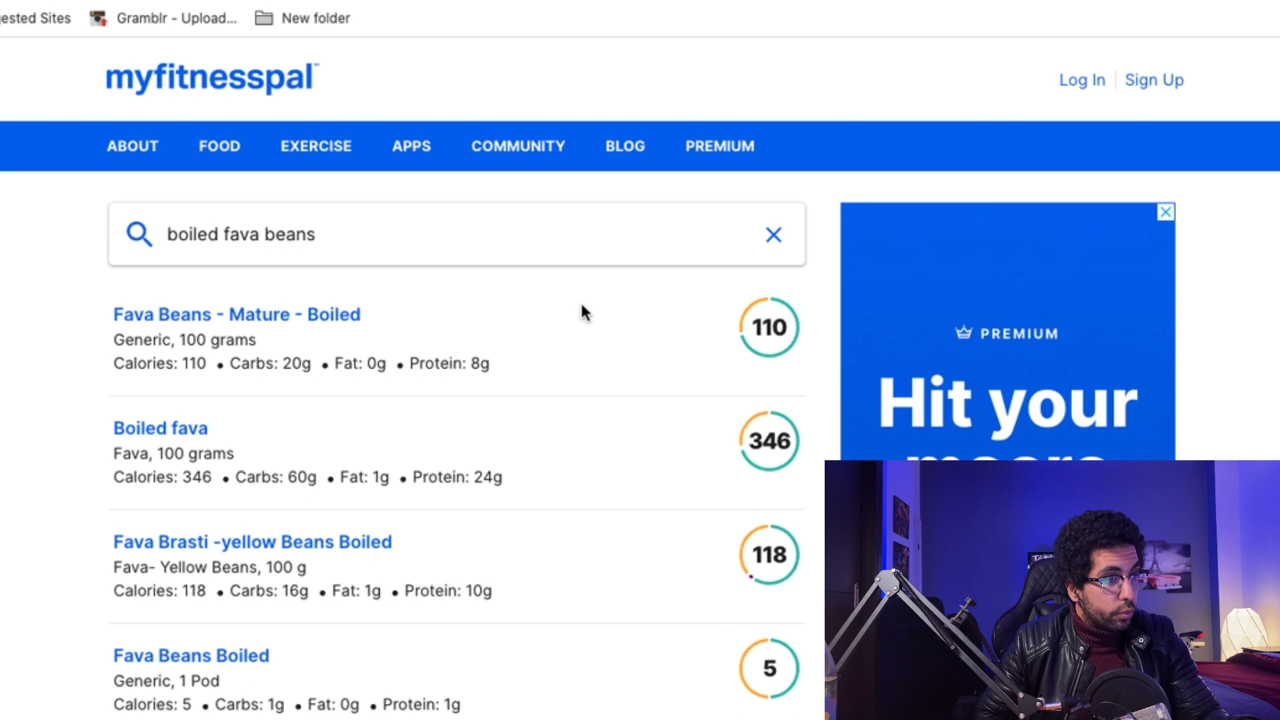 ested Sites Gramblr - Upload... New folder
myfitnesspal™
Log In Sign Up
ABOUT FOOD EXERCISE APPS COMMUNITY BLOG PREMIUM
boiled fava beans
Fava Beans - Mature - Boiled
Generic, 100 grams
Calories: 110 • Carbs: 20g • Fat: 0g • Protein: 8g
110
Boiled fava
Fava, 100 grams
Calories: 346 • Carbs: 60g • Fat: 1g • Protein: 24g
346
Fava Brasti -yellow Beans Boiled
Fava- Yellow Beans, 100 g
Calories: 118 • Carbs: 16g • Fat: 1g • Protein: 10g
118
Fava Beans Boiled
Generic, 1 Pod
Calories: 5 • Carbs: 1g • Fat: 0g • Protein: 1g
5
PREMIUM
Hit your